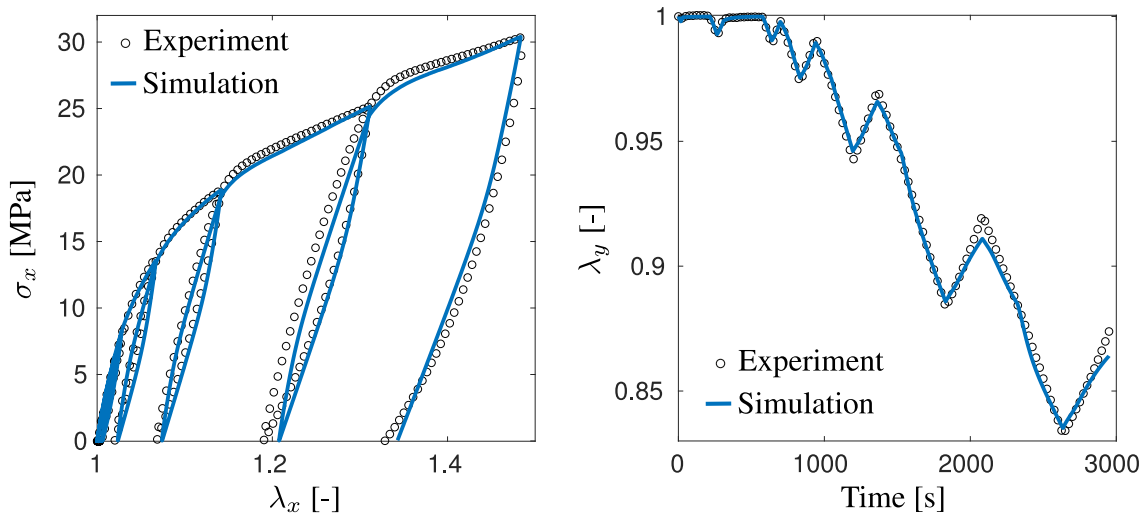 30
25
20
15
10
5
0
σx [MPa]
Experiment
Simulation
1
1.2
1.4
λx [-]
1
0.95
0.9
0.85
λy [-]
Experiment
Simulation
0
1000
2000
3000
Time [s]